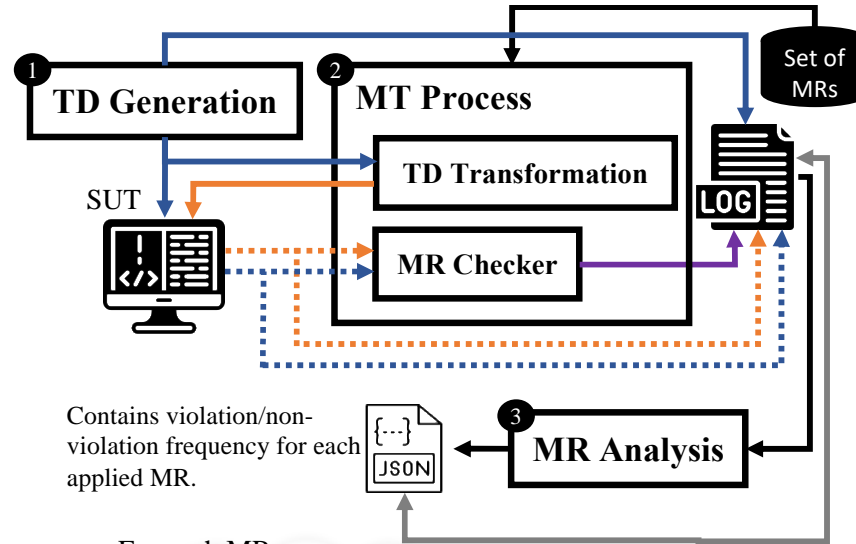 1
TD Generation
2
MT Process
Set of
MRs
TD Transformation
SUT
LOG
! </>
MR Checker
Contains violation/non-
violation frequency for each
applied MR.
{---}
JSON
3
MR Analysis